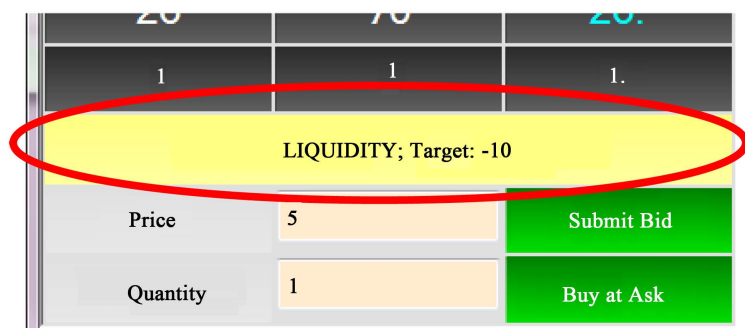 1 1 1.
LIQUIDITY; Target: -10
Price 5 Submit Bid
Quantity 1 Buy at Ask